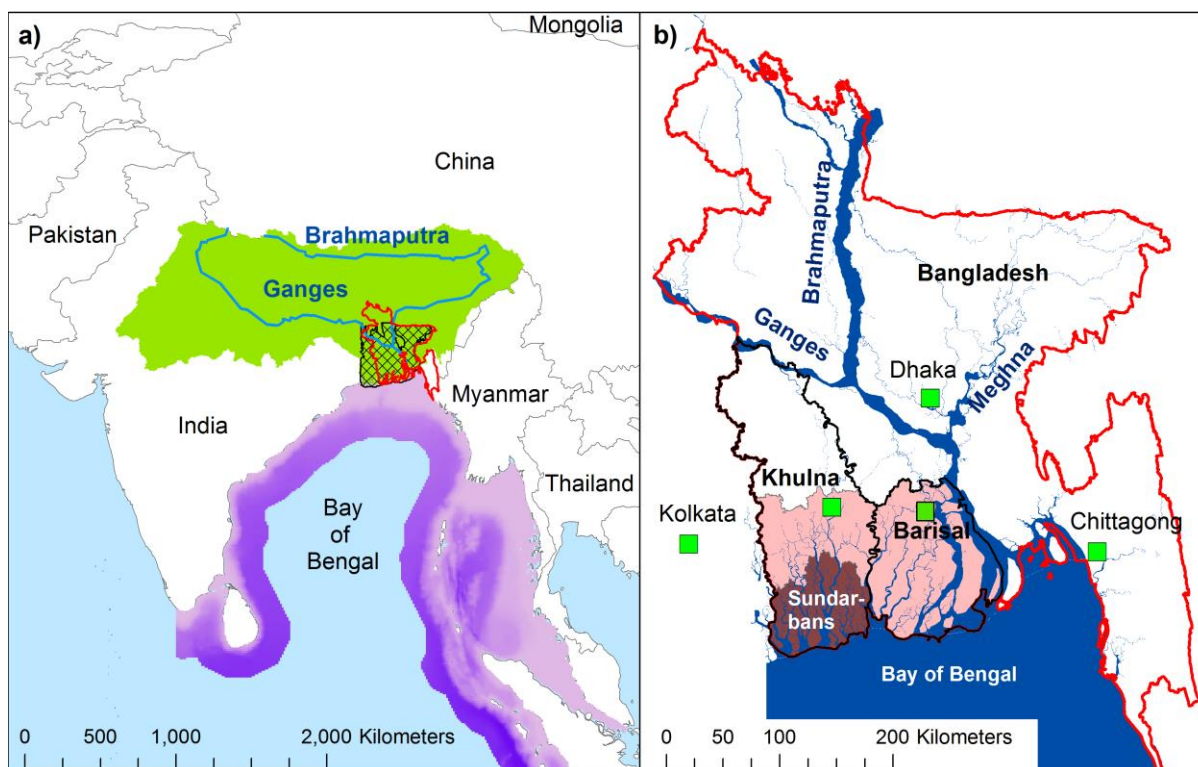 a)
Mongolia
China
Pakistan
Brahmaputra
Ganges
Myanmar
India
Thailand
Bay
of
Bengal
0 500 1,000 2,000 Kilometers
b)
Brahmaputra
Bangladesh
Ganges
Dhaka
Meghna
Khulna
Kolkata
Barisal
Chittagong
Sundar-
bans
Bay of Bengal
0 50 100 200 Kilometers